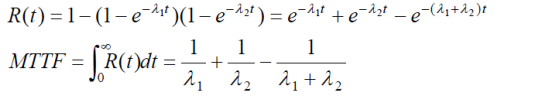 R(t) = 1 − (1 − e^{−λ₁t})(1 − e^{−λ₂t}) = e^{−λ₁t} + e^{−λ₂t} − e^{−(λ₁+λ₂)t}
MTTF = ∫₀^∞ R(t)dt = 1/λ₁ + 1/λ₂ − 1/(λ₁ + λ₂)